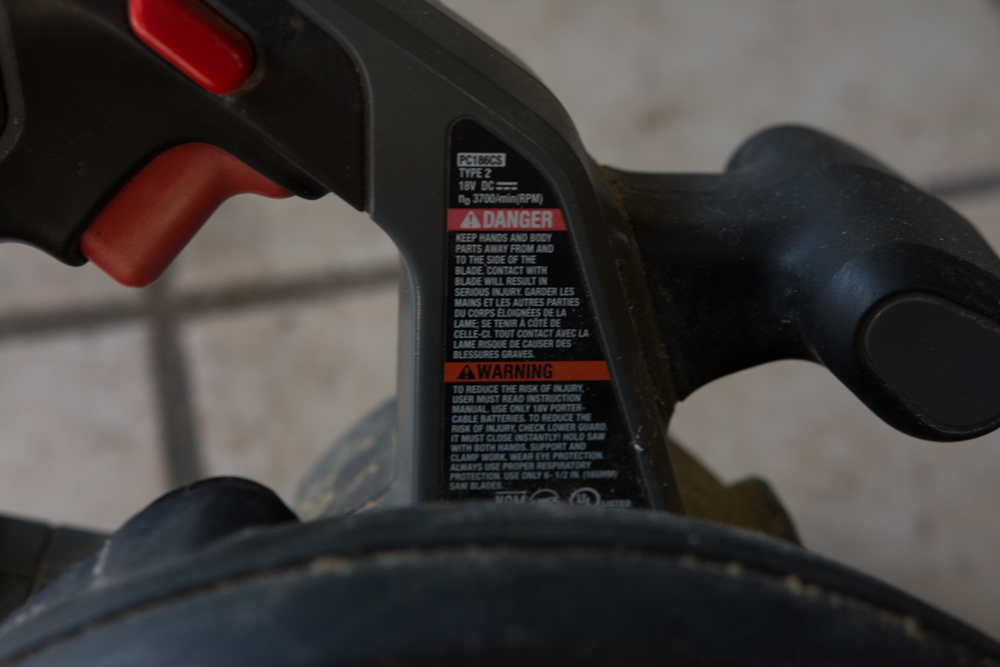 PC186CS
TYPE 2
18V DC
n₀ 3700/min(RPM)
DANGER
KEEP HANDS AND BODY
PARTS AWAY FROM AND
TO THE SIDE OF THE
BLADE. CONTACT WITH
BLADE WILL RESULT IN
SERIOUS INJURY. GARDER LES
MAINS ET LES AUTRES PARTIES
DU CORPS ÉLOIGNÉES DE LA
LAME; SE TENIR À CÔTE DE
CELLE-CI. TOUT CONTACT AVEC LA
LAME RISQUE DE CAUSER DES
BLESSURES GRAVES.
WARNING
TO REDUCE THE RISK OF INJURY,
USER MUST READ INSTRUCTION
MANUAL. USE ONLY 18V PORTER-
CABLE BATTERIES. TO REDUCE THE
RISK OF INJURY, CHECK LOWER GUARD.
IT MUST CLOSE INSTANTLY! HOLD SAW
WITH BOTH HANDS. SUPPORT AND
CLAMP WORK. WEAR EYE PROTECTION.
ALWAYS USE PROPER RESPIRATORY
PROTECTION. USE ONLY 6- 1/2 IN. (165MM)
SAW BLADES.
NOM UL LISTED